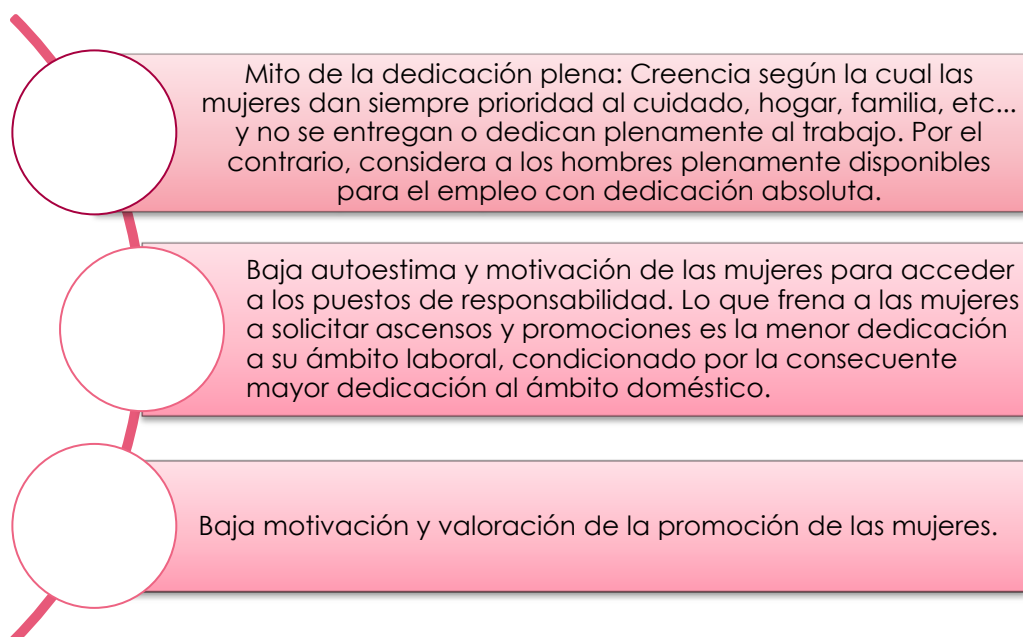 Mito de la dedicación plena: Creencia según la cual las
mujeres dan siempre prioridad al cuidado, hogar, familia, etc...
y no se entregan o dedican plenamente al trabajo. Por el
contrario, considera a los hombres plenamente disponibles
para el empleo con dedicación absoluta.
Baja autoestima y motivación de las mujeres para acceder
a los puestos de responsabilidad. Lo que frena a las mujeres
a solicitar ascensos y promociones es la menor dedicación
a su ámbito laboral, condicionado por la consecuente
mayor dedicación al ámbito doméstico.
Baja motivación y valoración de la promoción de las mujeres.